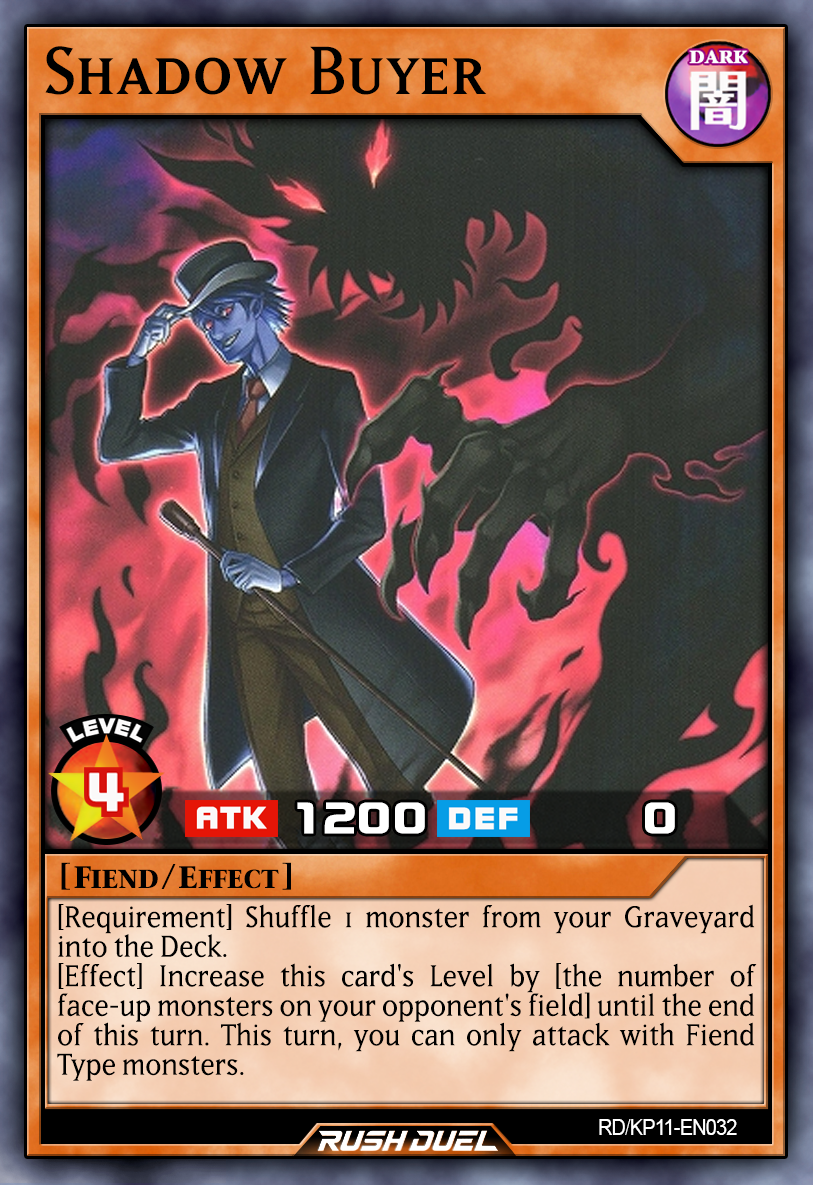 Shadow Buyer
DARK
闇
LEVEL
4
ATK 1200 DEF 0
[Fiend/Effect]
[Requirement] Shuffle 1 monster from your Graveyard
into the Deck.
[Effect] Increase this card's Level by [the number of
face-up monsters on your opponent's field] until the end
of this turn. This turn, you can only attack with Fiend
Type monsters.
RD/KP11-EN032
RUSH DUEL